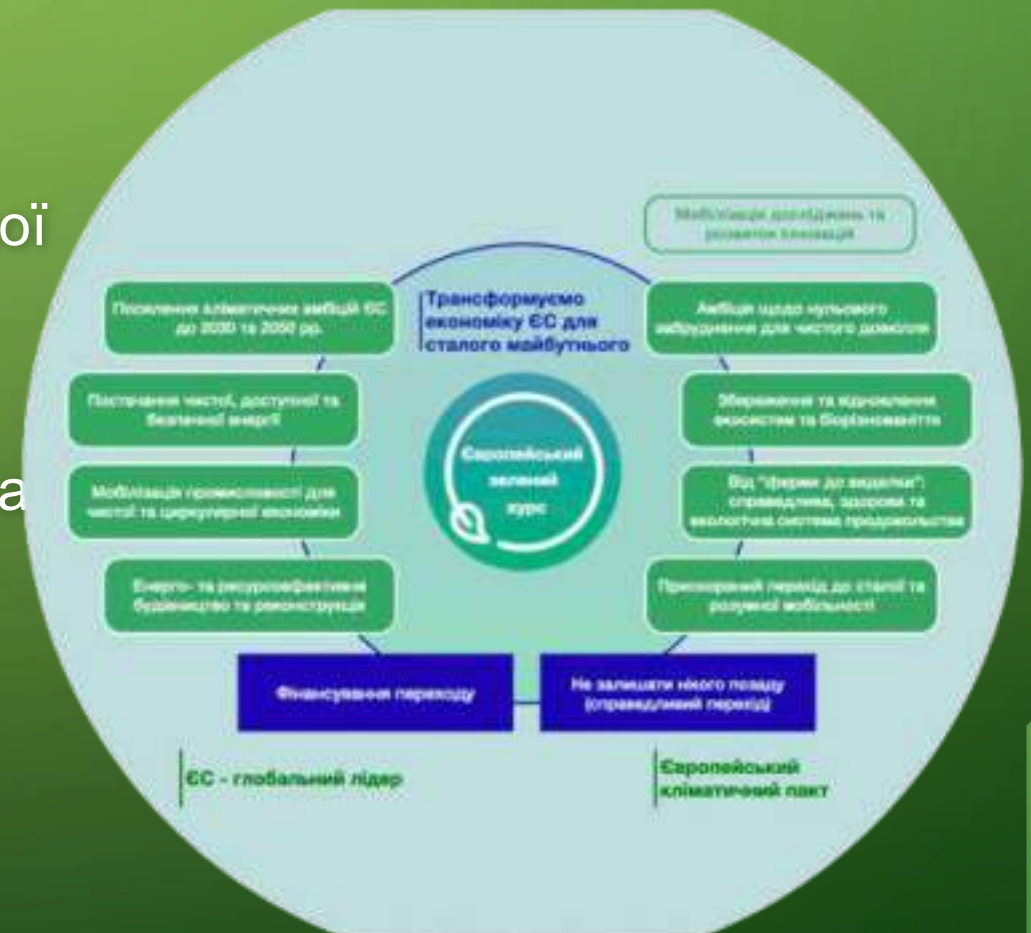 ої
а
Мобілізація досліджень та
розвиток інновацій
Посилення кліматичних амбіцій ЄС
до 2030 та 2050 рр.
Трансформуємо
економіку ЄС для
сталого майбутнього
Амбіція щодо нульового
забруднення для чистого довкілля
Постачання чистої, доступної та
безпечної енергії
Збереження та відновлення
екосистем та біорізноманіття
Європейський
зелений
курс
Мобілізація промисловості для
чистої та циркулярної економіки
Від "ферми до виделки":
справедлива, здорова та
екологічна система продовольства
Енерго- та ресурсоефективне
будівництво та реконструкція
Прискорений перехід до сталої та
розумної мобільності
Фінансування переходу
Не залишати нікого позаду
(справедливий перехід)
ЄС - глобальний лідер
Європейський
кліматичний пакт